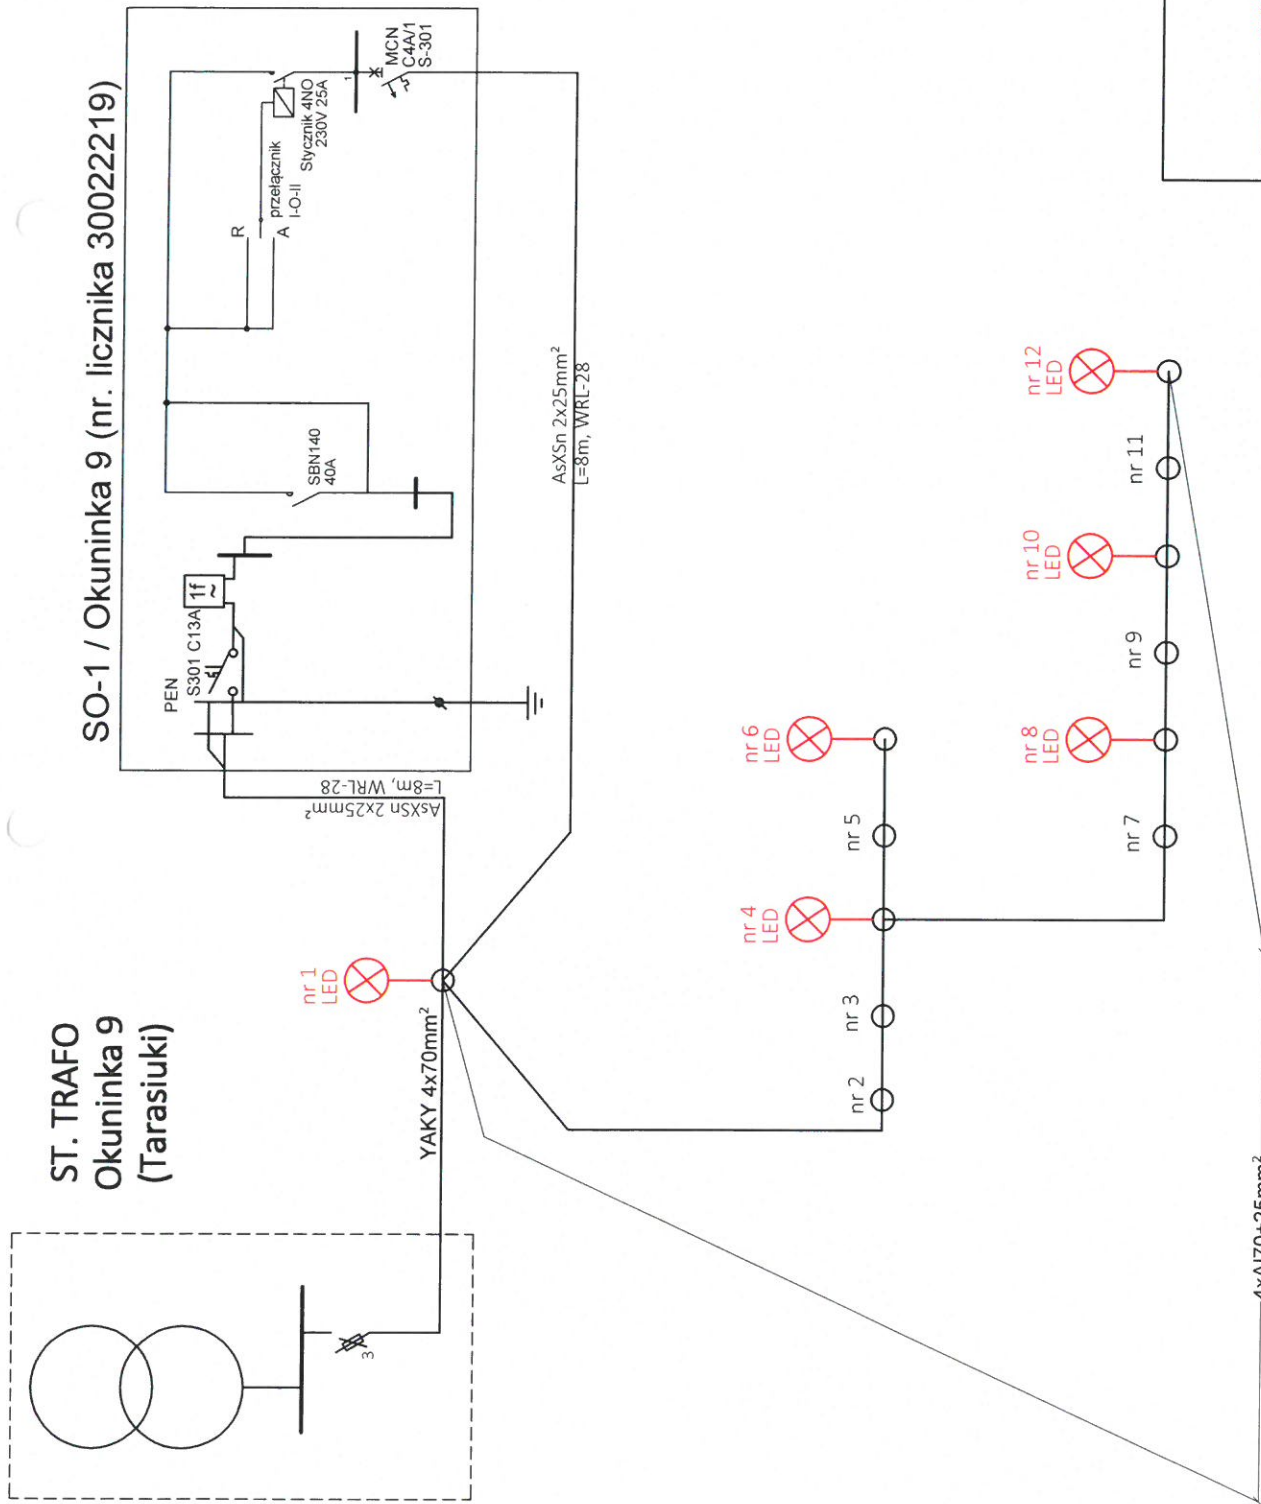 SO-1 / Okuninka 9 (nr. licznika 30022219)
PEN
S301 C13A
1f
~
SBN140
40A
R
A
przełącznik
I-O-II
Stycznik 4NO
230V 25A
1
MCN
C4A/1
S-301
AsXSn 2x25mm²
L=8m, WRL-28
AsXSn 2x25mm²
L=8m, WRL-28
ST. TRAFO
Okuninka 9
(Tarasiuki)
3
YAKY 4x70mm²
nr 1
LED
nr 2
nr 3
nr 4
LED
nr 5
nr 6
LED
nr 7
nr 8
LED
nr 9
nr 10
LED
nr 11
nr 12
LED
4xAl70+25mm²